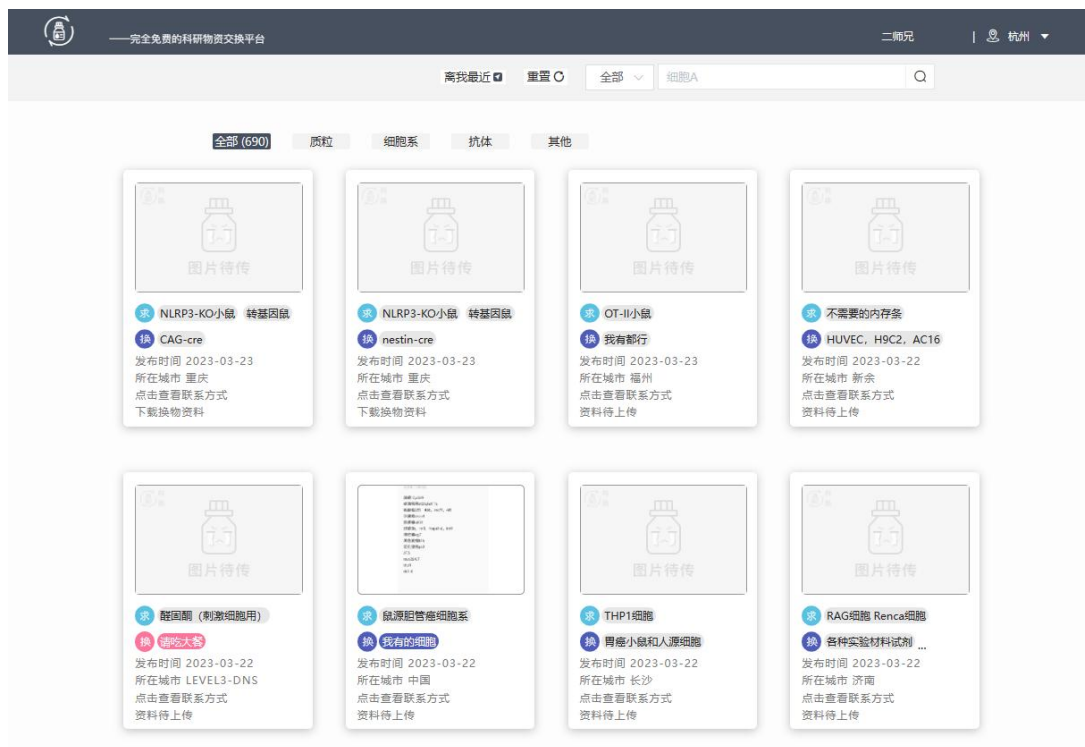 ——完全免费的科研物资交换平台 二师兄 | 杭州
离我最近 重置 全部 细胞A
全部 (690) 质粒 细胞系 抗体 其他
图片待传 图片待传 图片待传 图片待传
求 NLRP3-KO小鼠 转基因鼠
换 CAG-cre
发布时间 2023-03-23
所在城市 重庆
点击查看联系方式
下载换物资料
求 NLRP3-KO小鼠 转基因鼠
换 nestin-cre
发布时间 2023-03-23
所在城市 重庆
点击查看联系方式
下载换物资料
求 OT-II小鼠
换 我有都行
发布时间 2023-03-23
所在城市 福州
点击查看联系方式
资料待上传
求 不需要的内存条
换 HUVEC，H9C2，AC16
发布时间 2023-03-22
所在城市 新余
点击查看联系方式
资料待上传
图片待传 图片待传 图片待传
求 醛固酮（刺激细胞用）
换 请吃大餐
发布时间 2023-03-22
所在城市 LEVEL3-DNS
点击查看联系方式
资料待上传
求 鼠源胆管癌细胞系
换 我有的细胞
发布时间 2023-03-22
所在城市 中国
点击查看联系方式
资料待上传
求 THP1细胞
换 胃癌小鼠和人源细胞
发布时间 2023-03-22
所在城市 长沙
点击查看联系方式
资料待上传
求 RAG细胞 Renca细胞
换 各种实验材料试剂 ...
发布时间 2023-03-22
所在城市 济南
点击查看联系方式
资料待上传